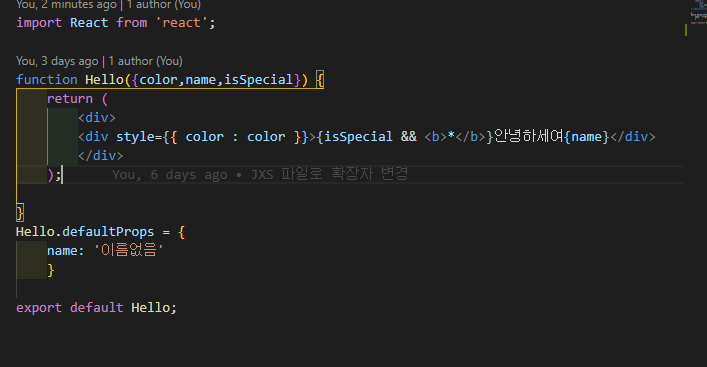 You, 2 minutes ago | 1 author (You)
import React from 'react';
You, 3 days ago | 1 author (You)
function Hello({color,name,isSpecial}) {
return (
<div>
<div style={{ color : color }}>{isSpecial && <b>*</b>}안녕하세여{name}</div>
</div>
); You, 6 days ago • JXS 파일로 확장자 변경
}
Hello.defaultProps = {
name: '이름없음'
}
export default Hello;